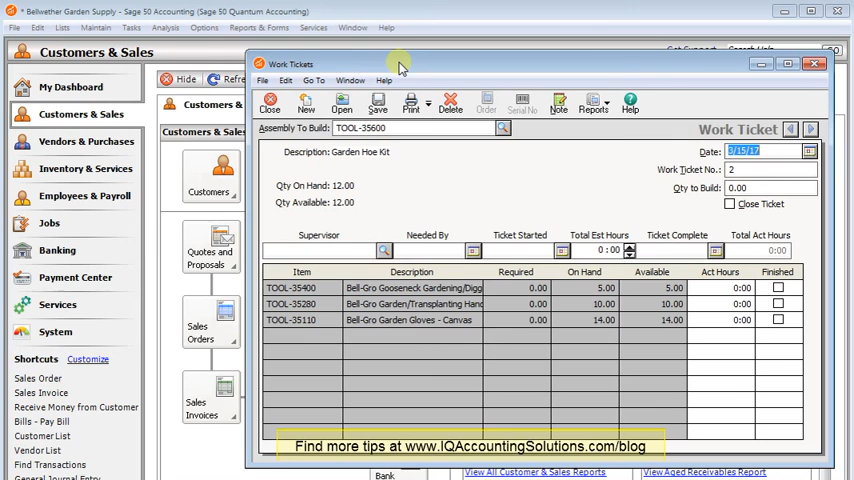 * Bellwether Garden Supply - Sage 50 Accounting (Sage 50 Quantum Accounting)
File Edit Lists Maintain Tasks Analysis Options Reports & Forms Services Window Help
Customers & Sales
My Dashboard
Customers & Sales
Vendors & Purchases
Inventory & Services
Employees & Payroll
Jobs
Banking
Payment Center
Services
System
Shortcuts Customize
Sales Order
Sales Invoice
Receive Money from Customer
Bills - Pay Bill
Customer List
Vendor List
Find Transactions
General Journal Entry
Hide Refre
Customers &
Customers & Sales
Customers
Quotes and
Proposals
Sales
Orders
Sales
Invoices
Bank
View All Customer & Sales Reports
View Aged Receivables Report
Work Tickets
File Edit Go To Window Help
Close New Open Save Print Delete Order Serial No Note Reports Help
Assembly To Build: TOOL-35600
Work Ticket
Description: Garden Hoe Kit
Date: 3/15/17
Work Ticket No.: 2
Qty On Hand: 12.00
Qty to Build: 0.00
Qty Available: 12.00
Close Ticket
Supervisor Needed By Ticket Started Total Est Hours Ticket Complete Total Act Hours
0:00 0:00
Item Description Required On Hand Available Act Hours Finished
TOOL-35400 Bell-Gro Gooseneck Gardening/Digg 0.00 5.00 5.00 0:00
TOOL-35280 Bell-Gro Garden/Transplanting Hand 0.00 10.00 10.00 0:00
TOOL-35110 Bell-Gro Garden Gloves - Canvas 0.00 14.00 14.00 0:00
Find more tips at www.IQAccountingSolutions.com/blog